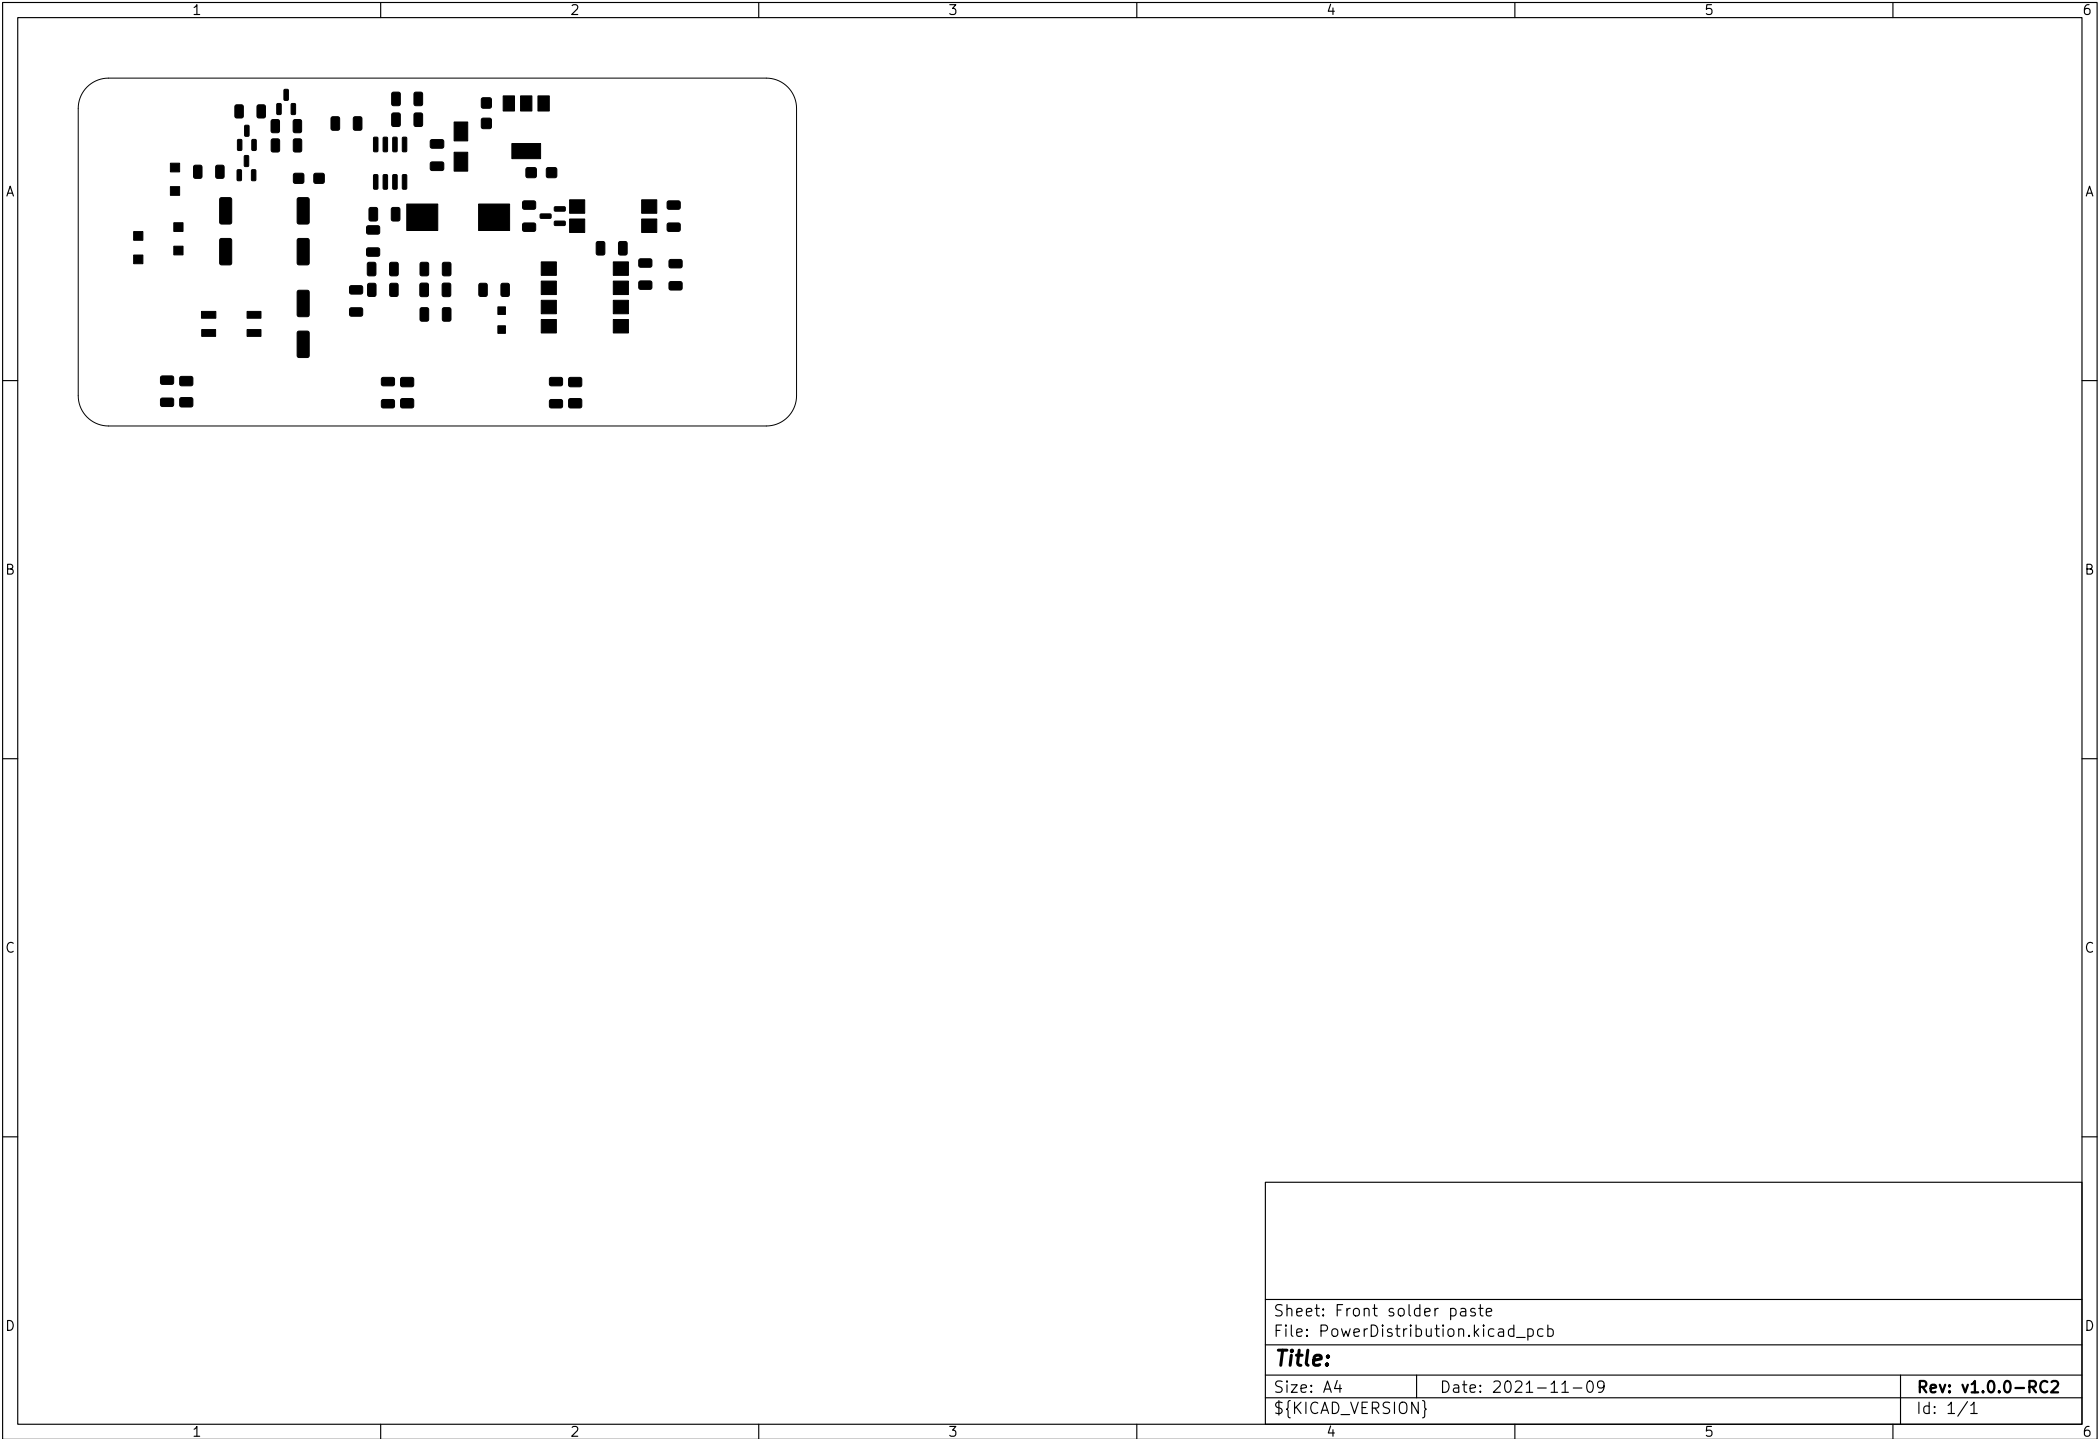 1 2 3 4 5 6
A A
B B
C C
D D
Sheet: Front solder paste
File: PowerDistribution.kicad_pcb
Title:
Size: A4 Date: 2021-11-09 Rev: v1.0.0-RC2
${KICAD_VERSION} Id: 1/1
1 2 3 4 5 6